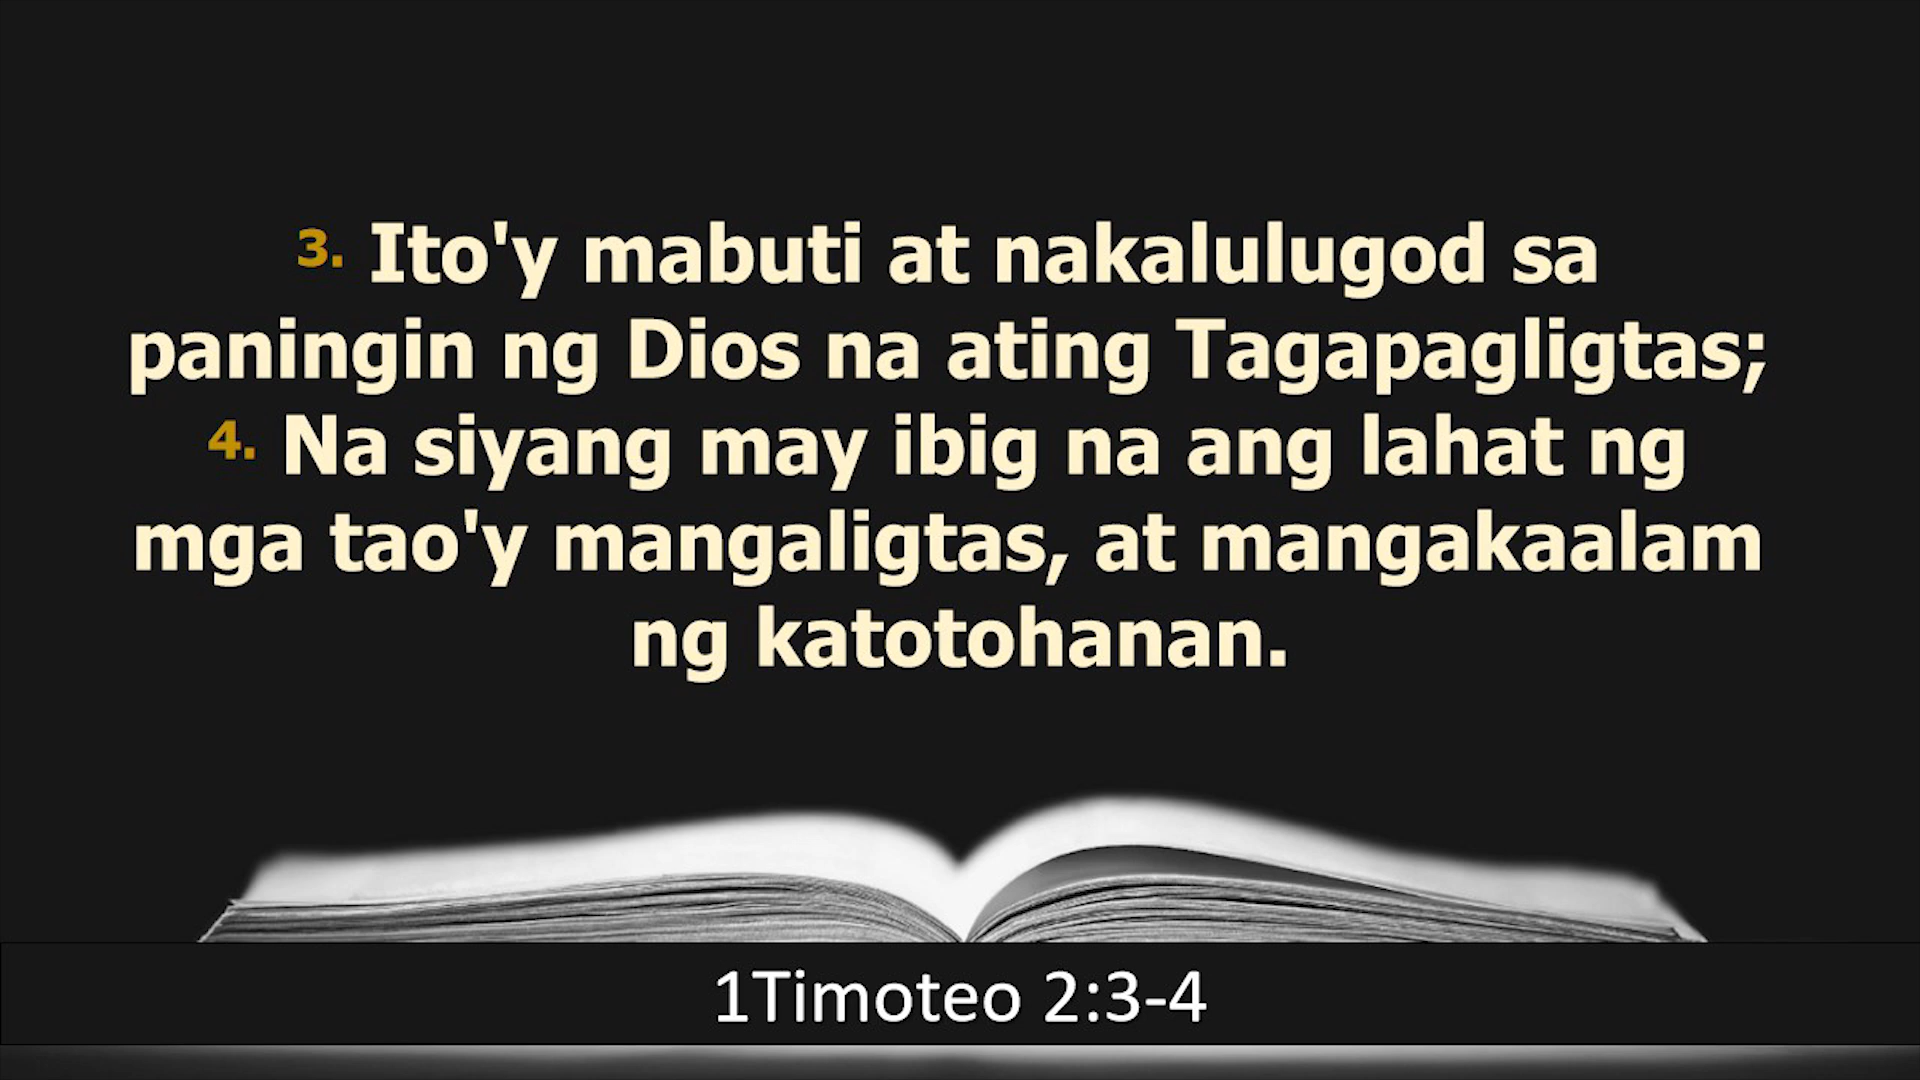 3. Ito'y mabuti at nakalulugod sa
paningin ng Dios na ating Tagapagligtas;
4. Na siyang may ibig na ang lahat ng
mga tao'y mangaligtas, at mangakaalam
ng katotohanan.
1Timoteo 2:3-4